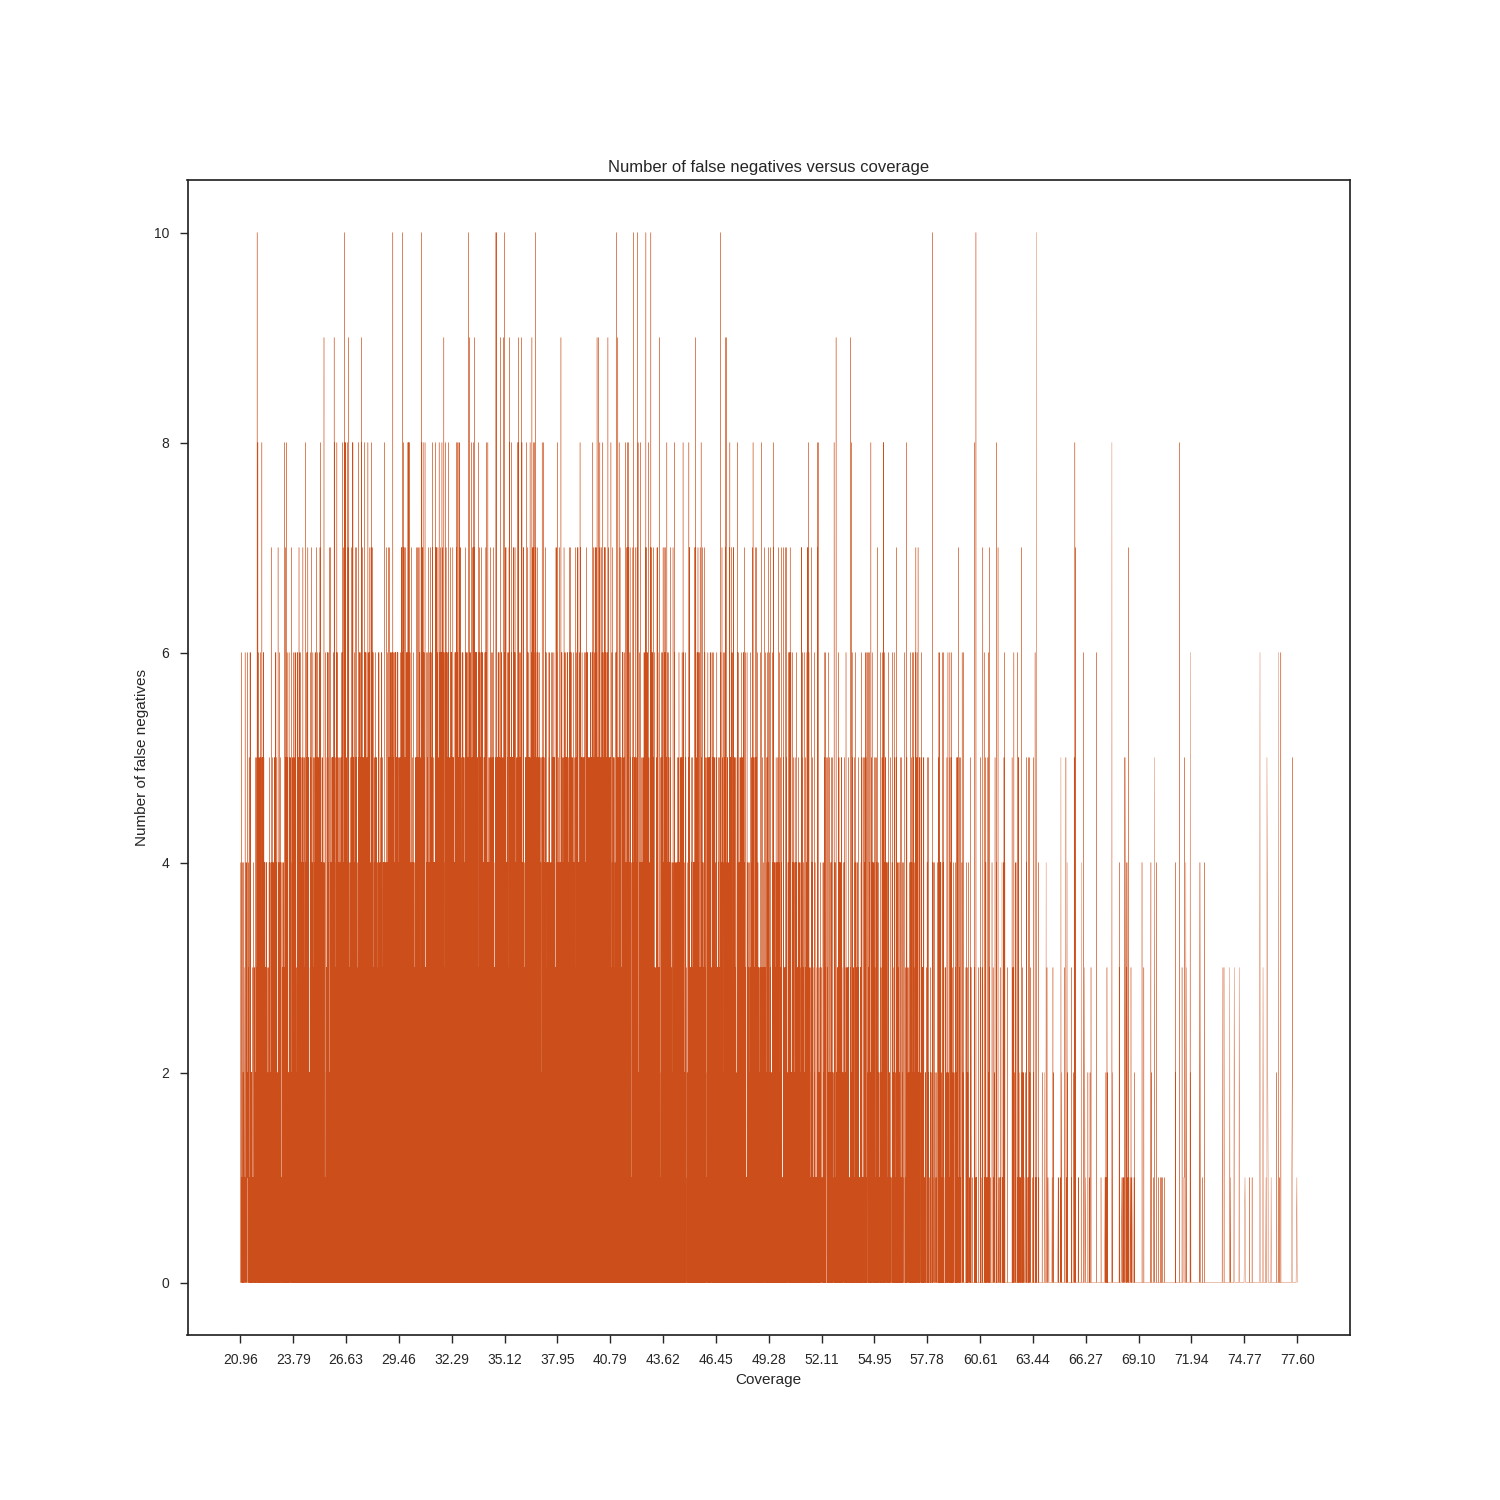 Number of false negatives versus coverage
10
8
6
4
2
0
Number of false negatives
20.96 23.79 26.63 29.46 32.29 35.12 37.95 40.79 43.62 46.45 49.28 52.11 54.95 57.78 60.61 63.44 66.27 69.10 71.94 74.77 77.60
Coverage